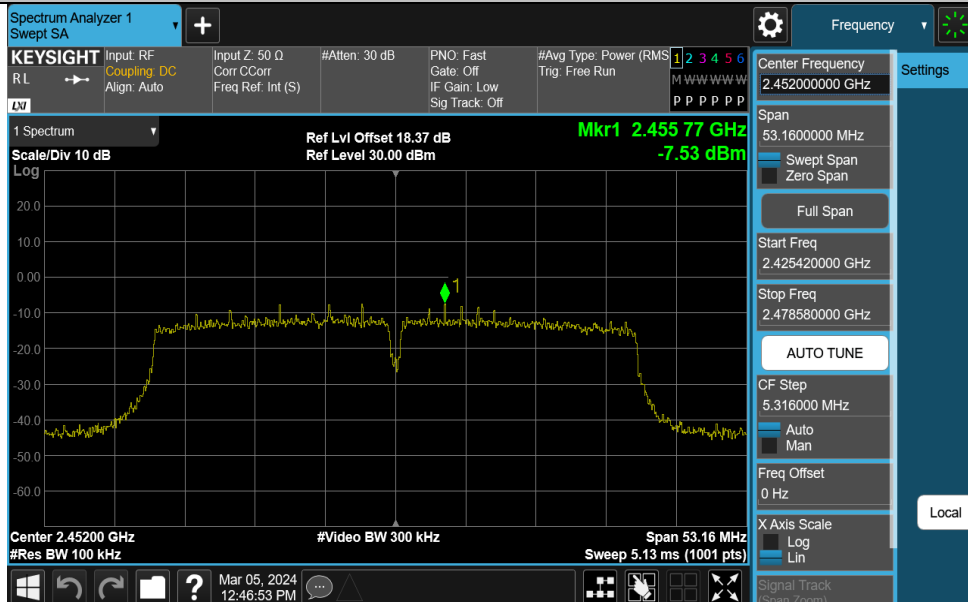 Spectrum Analyzer 1
Swept SA
+
Frequency
KEYSIGHT
RL
LXI
Input: RF
Coupling: DC
Align: Auto
Input Z: 50 Ω
Corr CCorr
Freq Ref: Int (S)
#Atten: 30 dB
PNO: Fast
Gate: Off
IF Gain: Low
Sig Track: Off
#Avg Type: Power (RMS
Trig: Free Run
1 2 3 4 5 6
M W W W W W
P P P P P P
1 Spectrum
Scale/Div 10 dB
Log
Ref Lvl Offset 18.37 dB
Ref Level 30.00 dBm
Mkr1 2.455 77 GHz
-7.53 dBm
20.0
10.0
0.00
-10.0
-20.0
-30.0
-40.0
-50.0
-60.0
1
Center 2.45200 GHz
#Res BW 100 kHz
#Video BW 300 kHz
Span 53.16 MHz
Sweep 5.13 ms (1001 pts)
?
Mar 05, 2024
12:46:53 PM
Center Frequency
2.452000000 GHz
Settings
Span
53.1600000 MHz
Swept Span
Zero Span
Full Span
Start Freq
2.425420000 GHz
Stop Freq
2.478580000 GHz
AUTO TUNE
CF Step
5.316000 MHz
Auto
Man
Freq Offset
0 Hz
Local
X Axis Scale
Log
Lin
Signal Track
(Span Zoom)